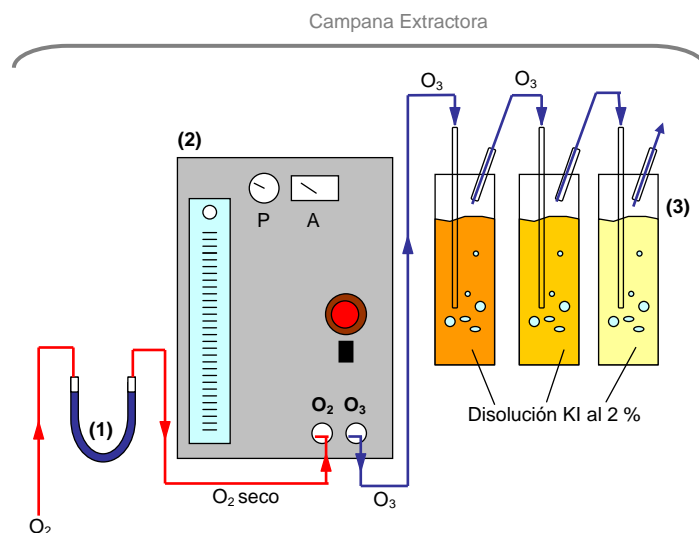 Campana Extractora
O₃
O₃
(2)
(3)
P
A
(1)
O₂
O₃
Disolución KI al 2 %
O₂ seco
O₃
O₂